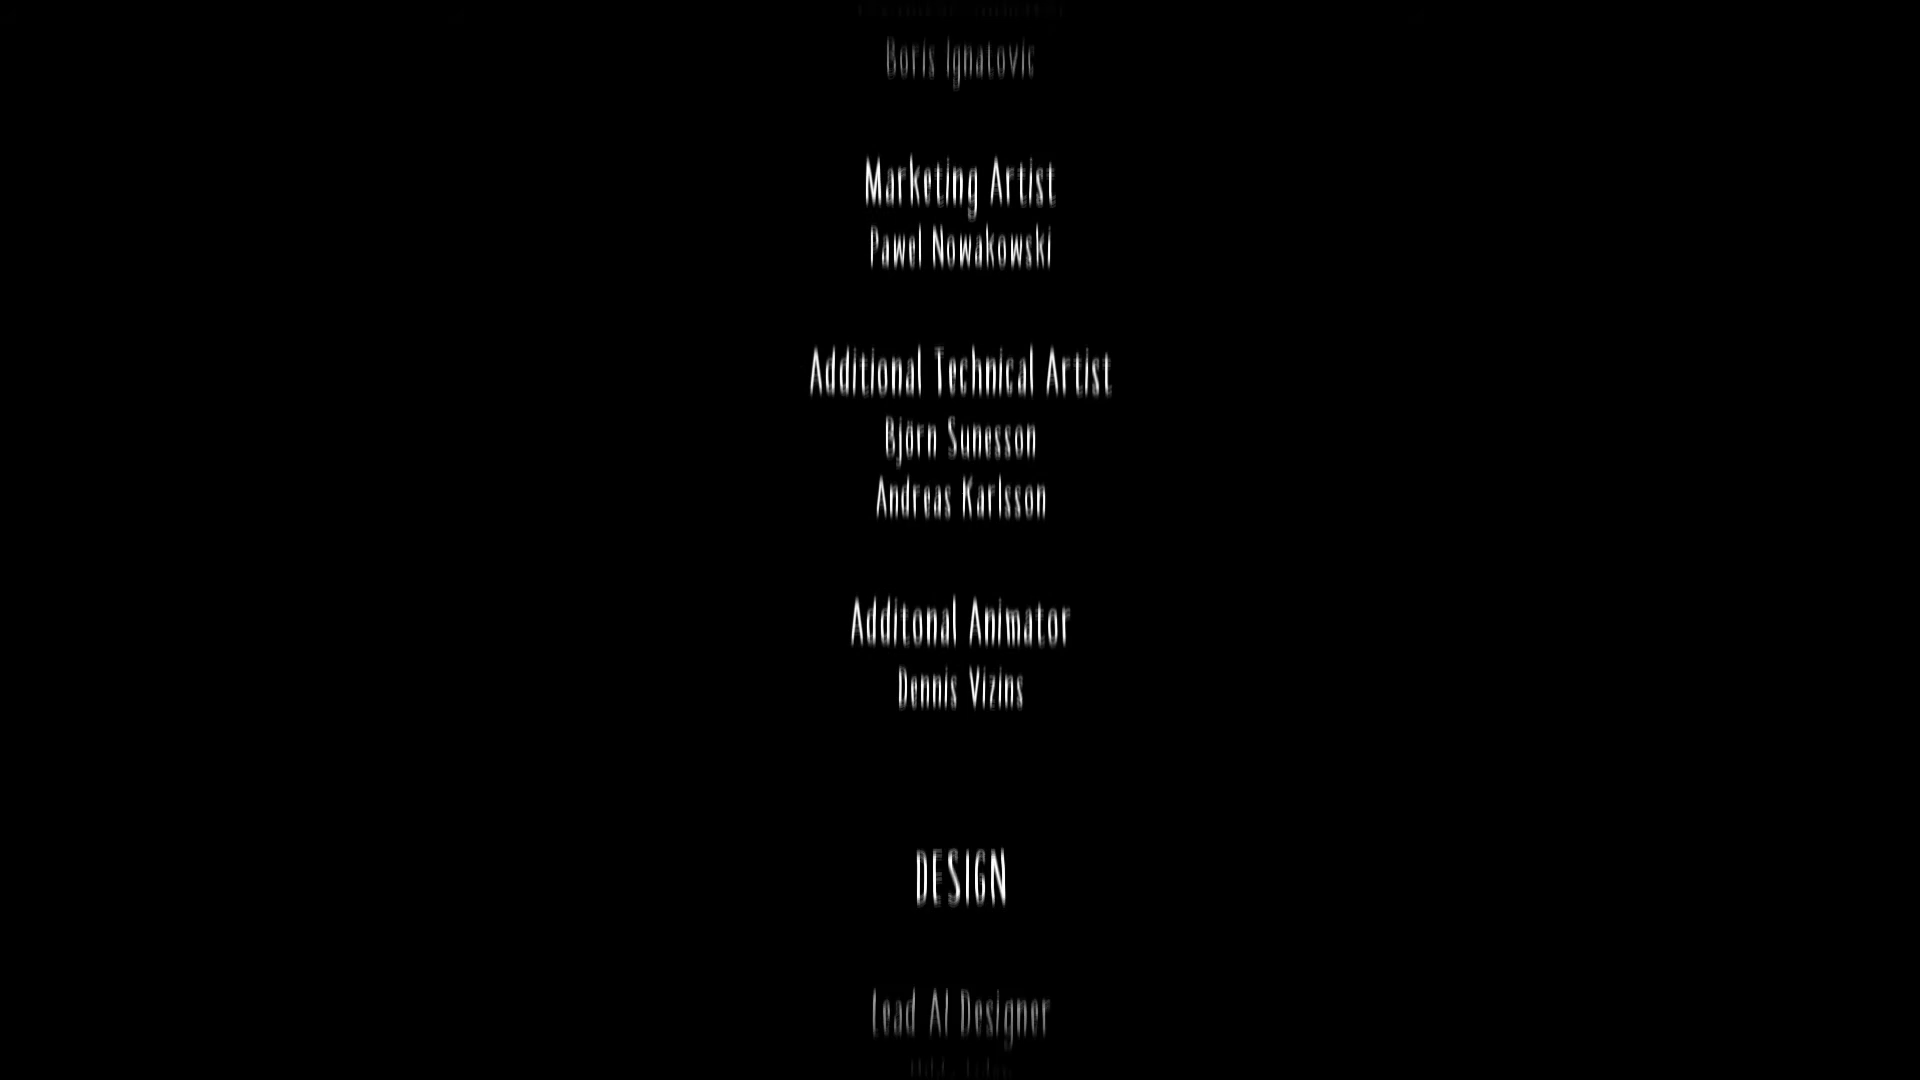 Boris Ignatovic
Marketing Artist
Pawel Nowakowski
Additional Technical Artist
Björn Sunesson
Andreas Karlsson
Additonal Animator
Dennis Vizins
DESIGN
Lead AI Designer